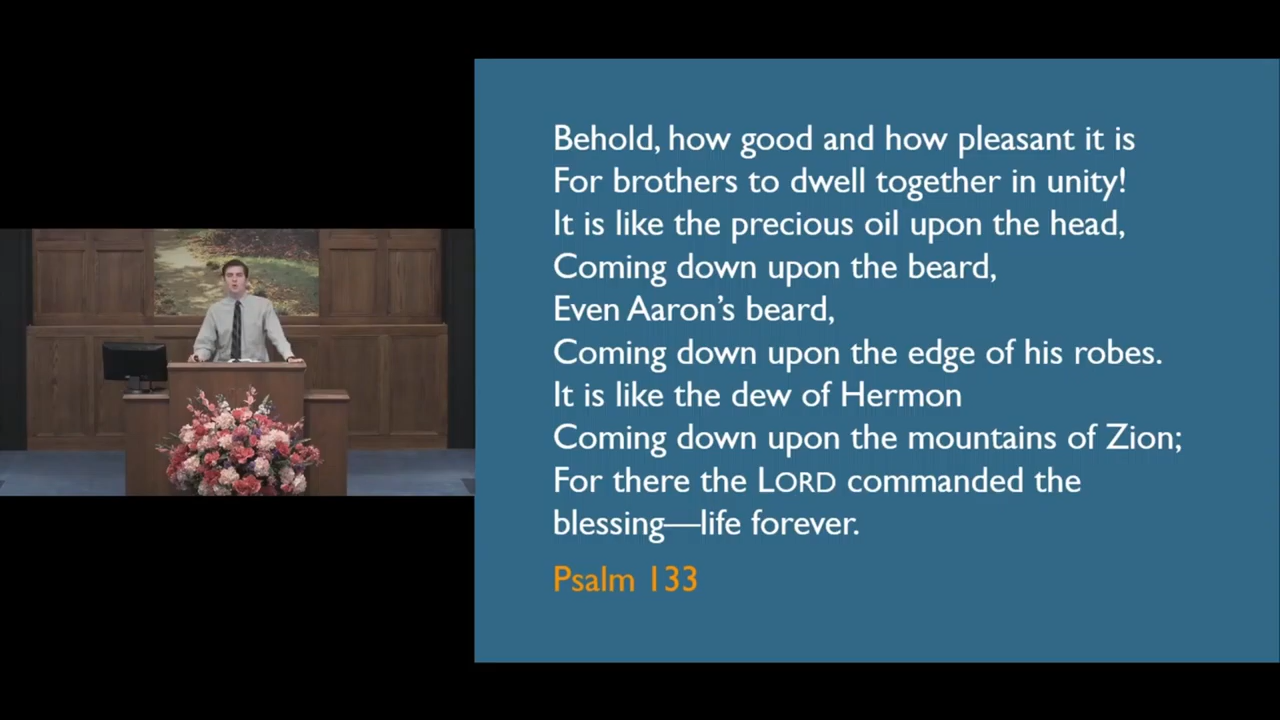 Behold, how good and how pleasant it is
For brothers to dwell together in unity!
It is like the precious oil upon the head,
Coming down upon the beard,
Even Aaron’s beard,
Coming down upon the edge of his robes.
It is like the dew of Hermon
Coming down upon the mountains of Zion;
For there the LORD commanded the
blessing—life forever.
Psalm 133